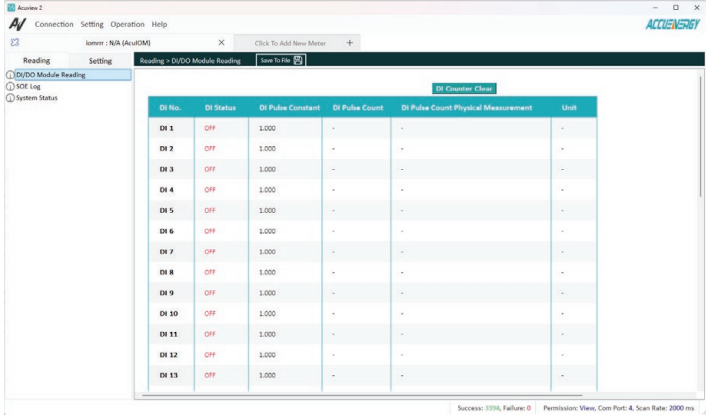 Acuview 2
Connection Setting Operation Help
ACCUENERGY
Iomrrr : N/A (AcuIOM) × Click To Add New Meter +
Reading Setting Reading > DI/DO Module Reading Save To File
DI/DO Module Reading
SOE Log
System Status
DI Counter Clear
DI No. DI Status DI Pulse Constant DI Pulse Count DI Pulse Count Physical Measurement Unit
DI 1 OFF 1.000 - - -
DI 2 OFF 1.000 - - -
DI 3 OFF 1.000 - - -
DI 4 OFF 1.000 - - -
DI 5 OFF 1.000 - - -
DI 6 OFF 1.000 - - -
DI 7 OFF 1.000 - - -
DI 8 OFF 1.000 - - -
DI 9 OFF 1.000 - - -
DI 10 OFF 1.000 - - -
DI 11 OFF 1.000 - - -
DI 12 OFF 1.000 - - -
DI 13 OFF 1.000 - - -
Success: 3394, Failure: 0 Permission: View, Com Port: 4, Scan Rate: 2000 ms